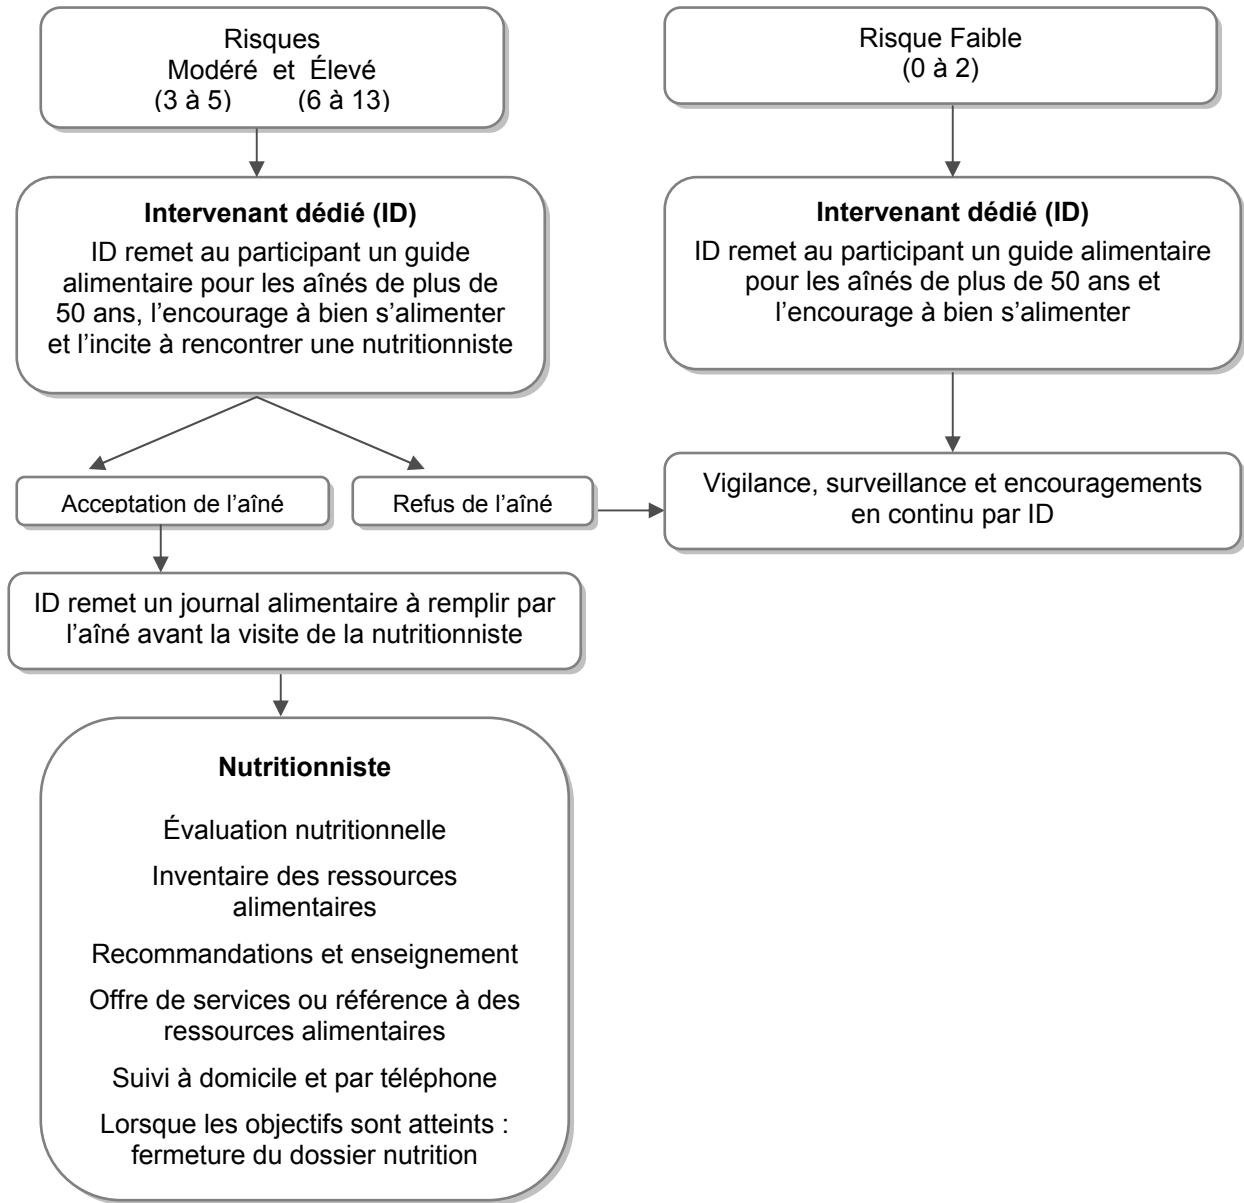 Risques
Modéré et Élevé
(3 à 5) (6 à 13)
Risque Faible
(0 à 2)
Intervenant dédié (ID)
ID remet au participant un guide
alimentaire pour les aînés de plus de
50 ans, l’encourage à bien s’alimenter
et l’incite à rencontrer une nutritionniste
Intervenant dédié (ID)
ID remet au participant un guide alimentaire
pour les aînés de plus de 50 ans et
l’encourage à bien s’alimenter
Acceptation de l’aîné
Refus de l’aîné
Vigilance, surveillance et encouragements
en continu par ID
ID remet un journal alimentaire à remplir par
l’aîné avant la visite de la nutritionniste
Nutritionniste
Évaluation nutritionnelle
Inventaire des ressources
alimentaires
Recommandations et enseignement
Offre de services ou référence à des
ressources alimentaires
Suivi à domicile et par téléphone
Lorsque les objectifs sont atteints :
fermeture du dossier nutrition